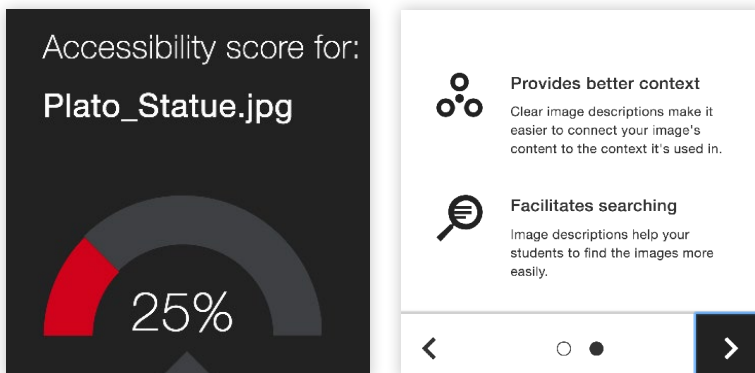 Accessibility score for:
Plato_Statue.jpg
25%
Provides better context
Clear image descriptions make it
easier to connect your image's
content to the context it's used in.
Facilitates searching
Image descriptions help your
students to find the images more
easily.